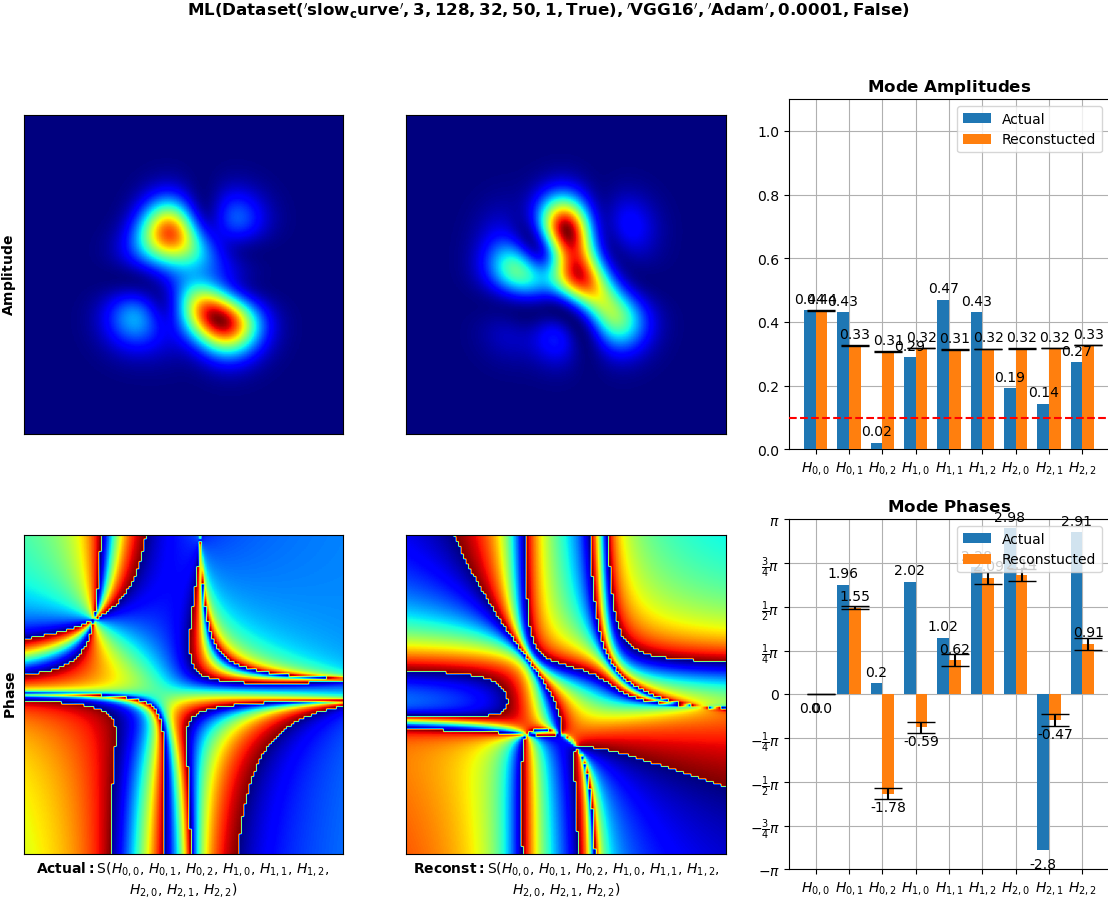 ML(Dataset('slow_curve', 3, 128, 32, 50, 1, True), 'VGG16', 'Adam', 0.0001, False)
Amplitude
Mode Amplitudes
Actual
Reconstucted
1.0
0.8
0.6
0.4
0.2
0.0
0.44 0.44 0.43 0.33 0.02 0.31 0.29 0.32 0.47 0.31 0.43 0.32 0.19 0.32 0.14 0.32 0.27 0.33
H0,0 H0,1 H0,2 H1,0 H1,1 H1,2 H2,0 H2,1 H2,2
Phase
Mode Phases
Actual
Reconstucted
π
3/4π
1/2π
1/4π
0
−1/4π
−1/2π
−3/4π
−π
0.0 0.0 1.96 1.55 0.2 -1.78 2.02 -0.59 1.02 0.62 2.98 -2.8 -0.47 2.91 0.91
H0,0 H0,1 H0,2 H1,0 H1,1 H1,2 H2,0 H2,1 H2,2
Actual: S(H0,0, H0,1, H0,2, H1,0, H1,1, H1,2,
H2,0, H2,1, H2,2)
Reconst: S(H0,0, H0,1, H0,2, H1,0, H1,1, H1,2,
H2,0, H2,1, H2,2)